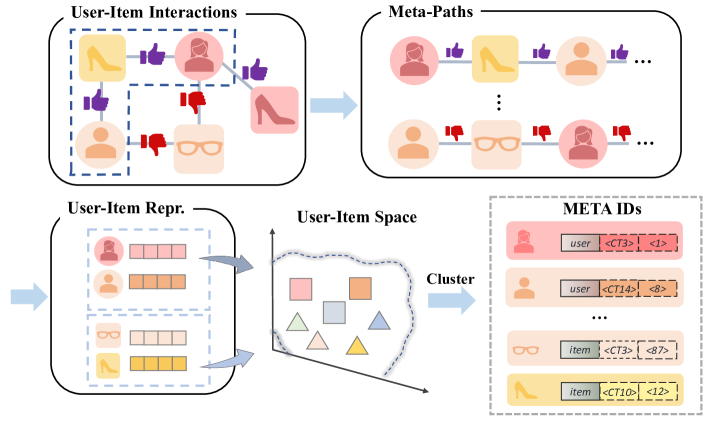 User-Item Interactions
Meta-Paths
...
...
...
User-Item Repr.
User-Item Space
Cluster
META IDs
user <CT3> <1>
user <CT14> <8>
...
item <CT3> <87>
item <CT10> <12>